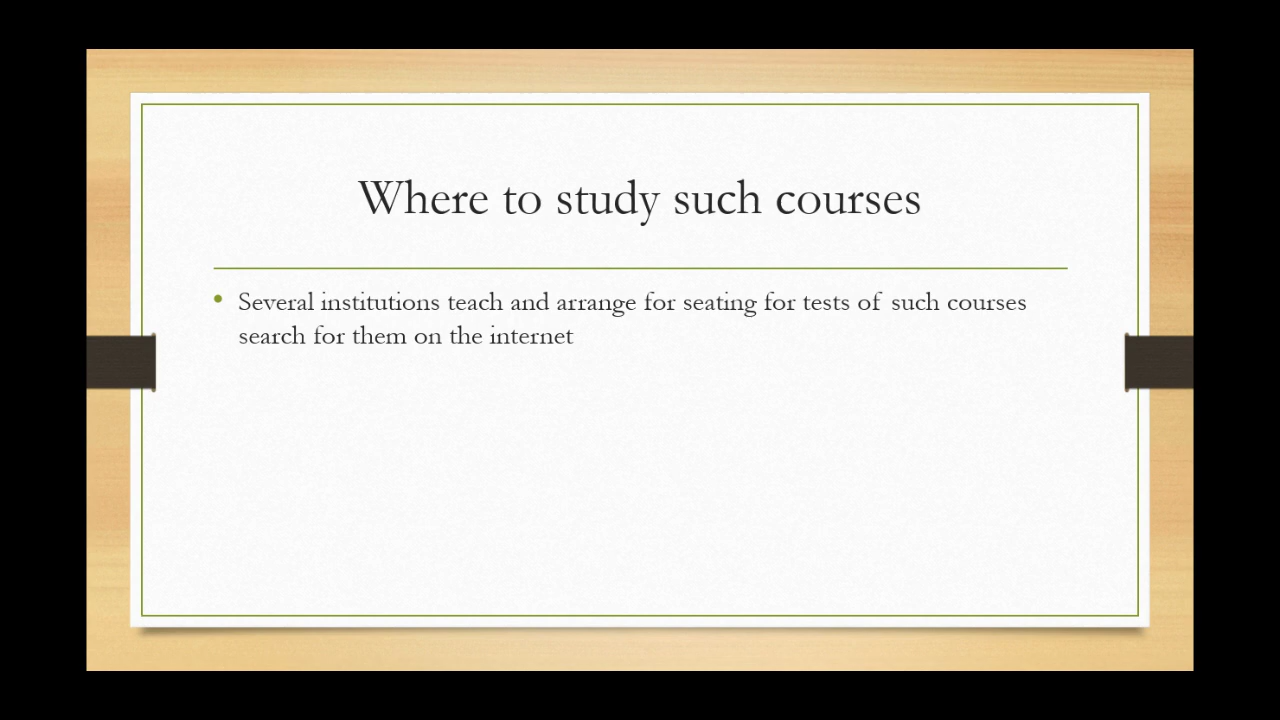 Where to study such courses
• Several institutions teach and arrange for seating for tests of such courses
search for them on the internet